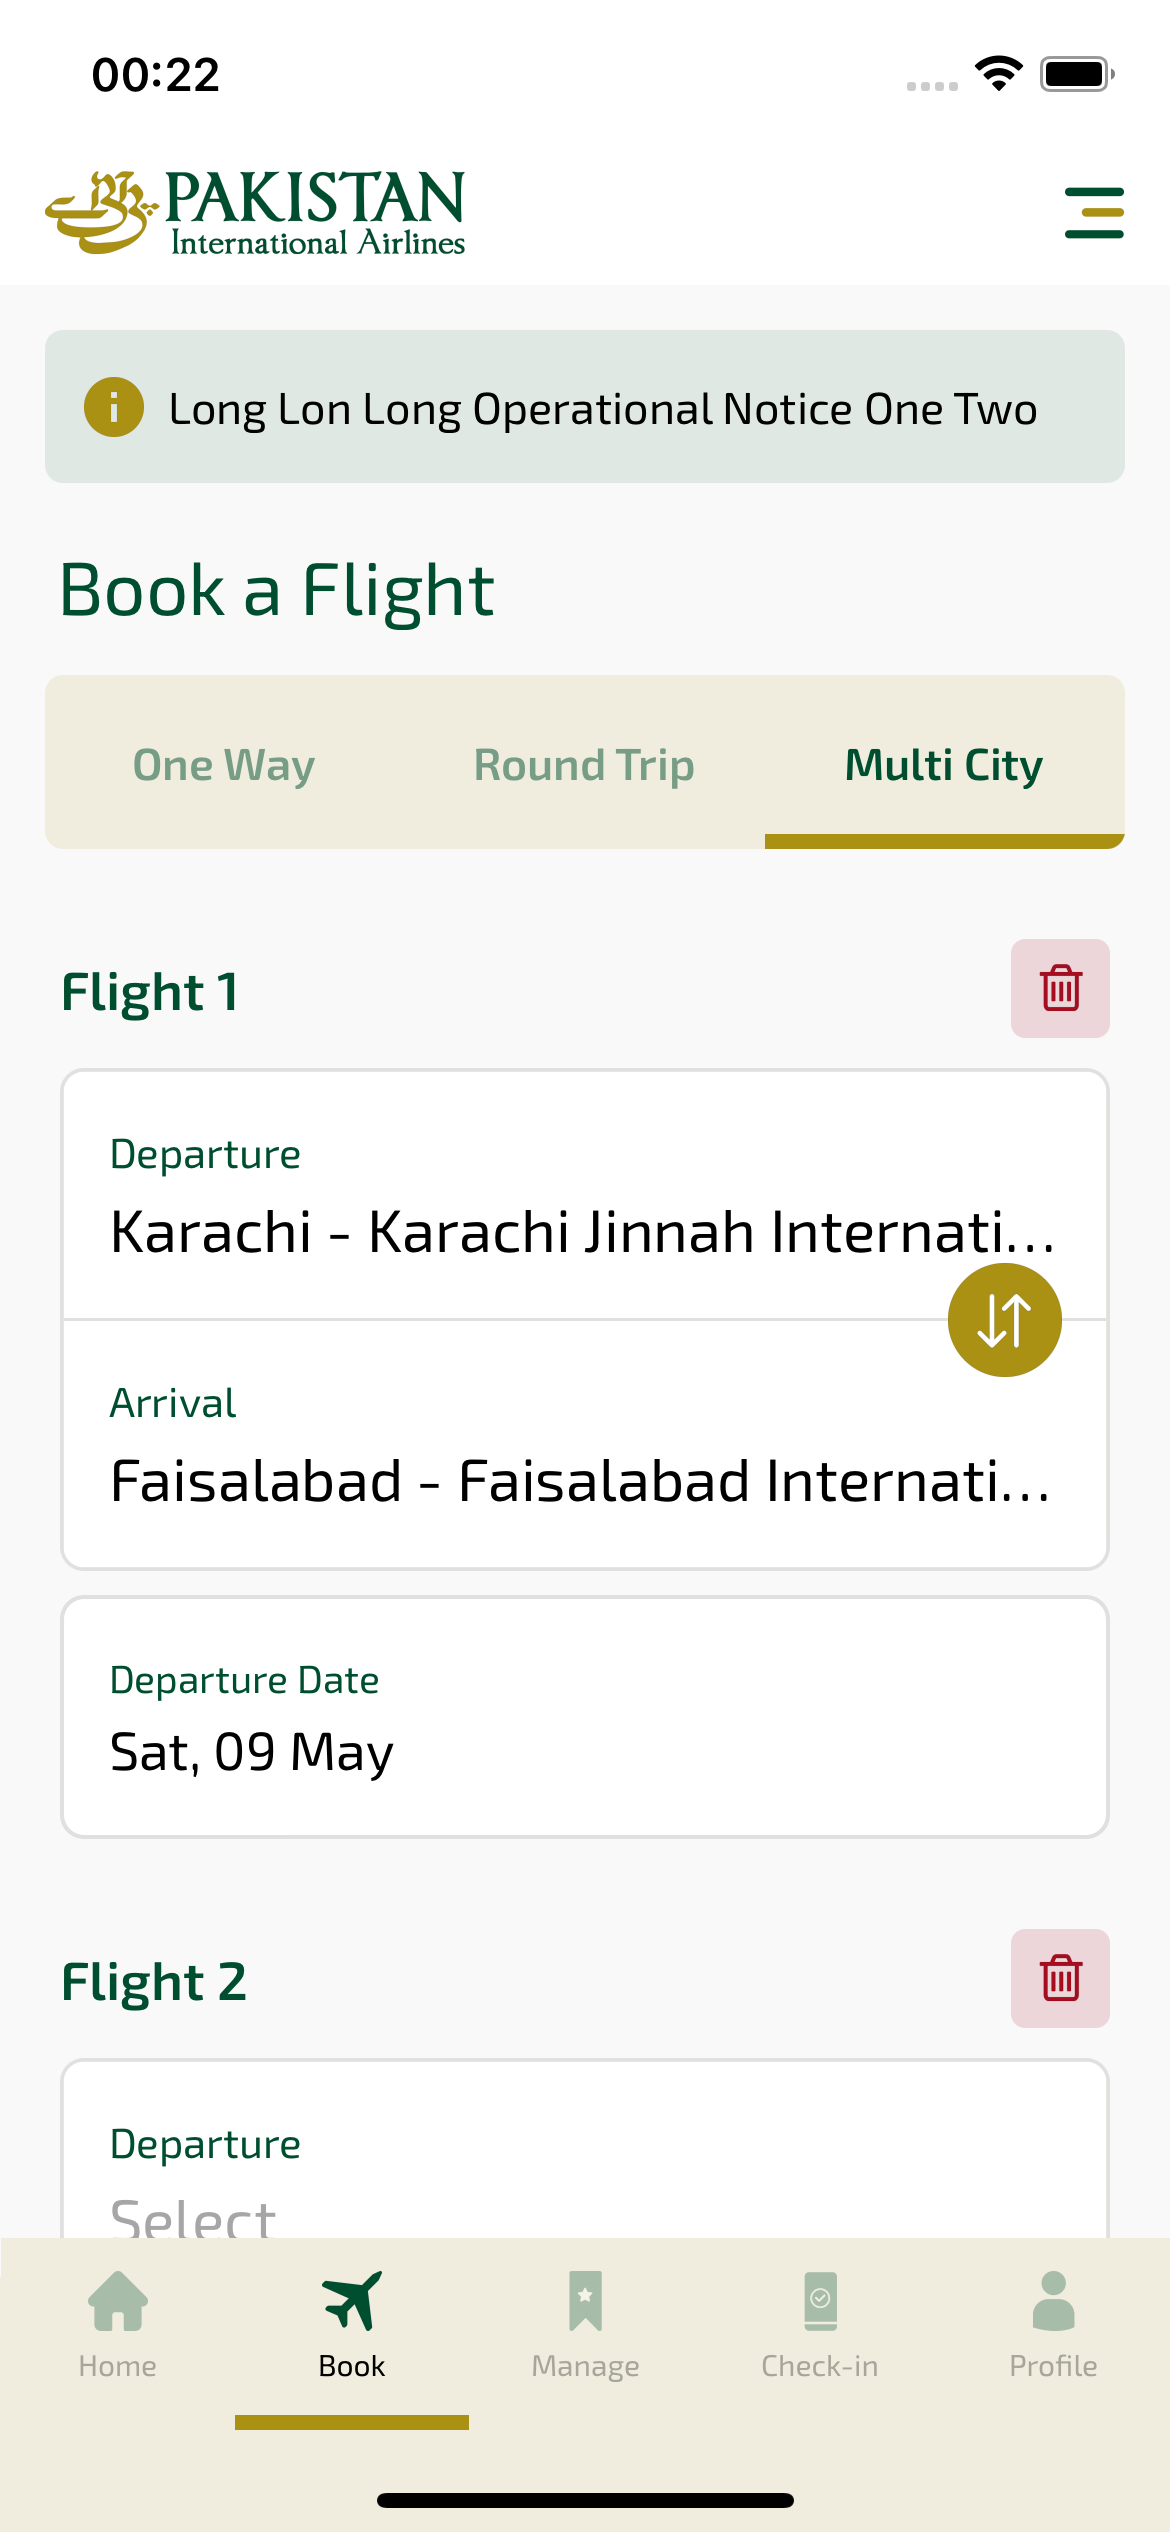 00:22
PAKISTAN
International Airlines
Long Lon Long Operational Notice One Two
Book a Flight
One Way
Round Trip
Multi City
Flight 1
Departure
Karachi - Karachi Jinnah Internati...
Arrival
Faisalabad - Faisalabad Internati...
Departure Date
Sat, 09 May
Flight 2
Departure
Select
Home
Book
Manage
Check-in
Profile